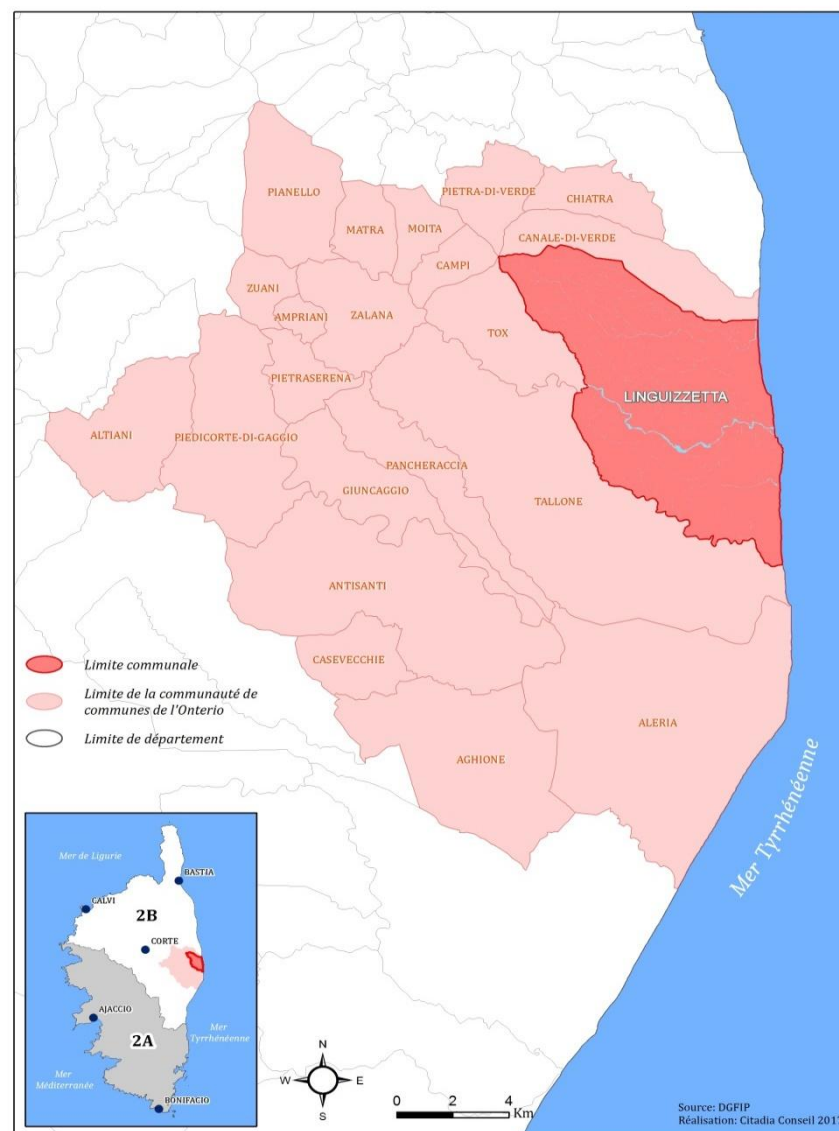 PIANELLO
PIETRA-DI-VERDE
CHIATRA
MATRA
MOITA
CANALE-DI-VERDE
CAMPI
ZUANI
AMPRIANI
ZALANA
TOX
PIETRASERENA
LINGUIZZETTA
ALTIANI
PIEDICORTE-DI-GAGGIO
PANCHERACCIA
GIUNCAGGIO
TALLONE
ANTISANTI
CASEVECCHIE
ALERIA
AGHIONE
Mer Tyrrhénéenne
Limite communale
Limite de la communauté de
communes de l'Onterio
Limite de département
Mer de Ligurie
BASTIA
CALVI
2B
CORTE
AJACCIO
2A
Mer
Tyrrhénéenne
Mer
Méditerranée
BONIFACIO
N
W
E
S
0 2 4
Km
Source: DGFIP
Réalisation: Citadia Conseil 2017